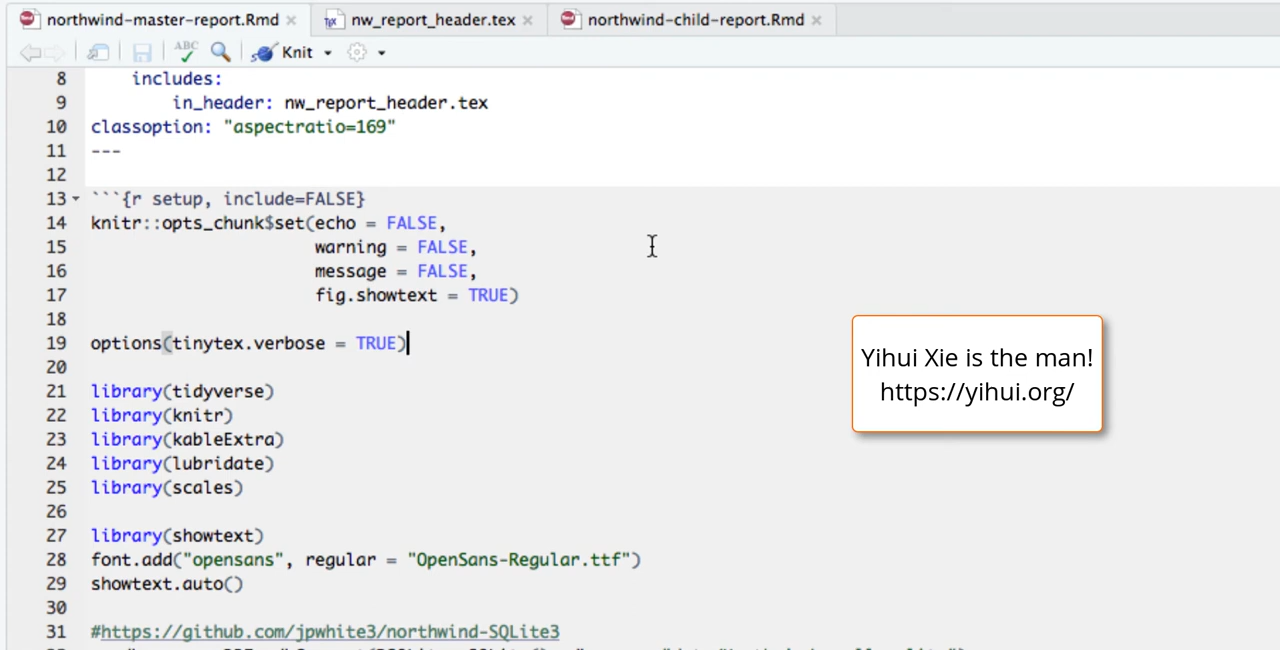 northwind-master-report.Rmd × nw_report_header.tex × northwind-child-report.Rmd ×
ABC Knit
8 includes:
9 in_header: nw_report_header.tex
10 classoption: "aspectratio=169"
11 ---
12
13 ```{r setup, include=FALSE}
14 knitr::opts_chunk$set(echo = FALSE,
15 warning = FALSE,
16 message = FALSE,
17 fig.showtext = TRUE)
18
19 options(tinytex.verbose = TRUE)
20
21 library(tidyverse)
22 library(knitr)
23 library(kableExtra)
24 library(lubridate)
25 library(scales)
26
27 library(showtext)
28 font.add("opensans", regular = "OpenSans-Regular.ttf")
29 showtext.auto()
30
31 #https://github.com/jpwhite3/northwind-SQLite3
Yihui Xie is the man!
https://yihui.org/